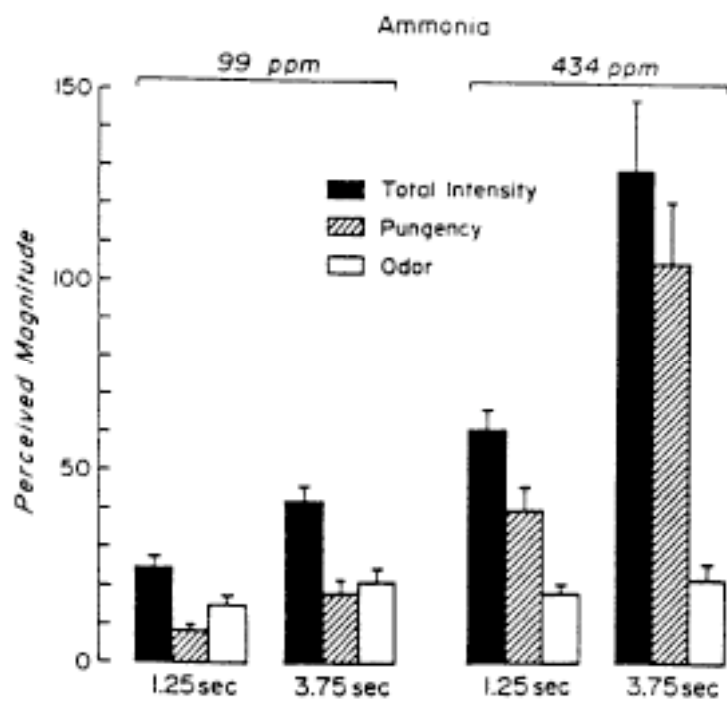 Ammonia
99 ppm
434 ppm
150
100
50
0
Perceived Magnitude
Total Intensity
Pungency
Odor
1.25 sec
3.75 sec
1.25 sec
3.75 sec